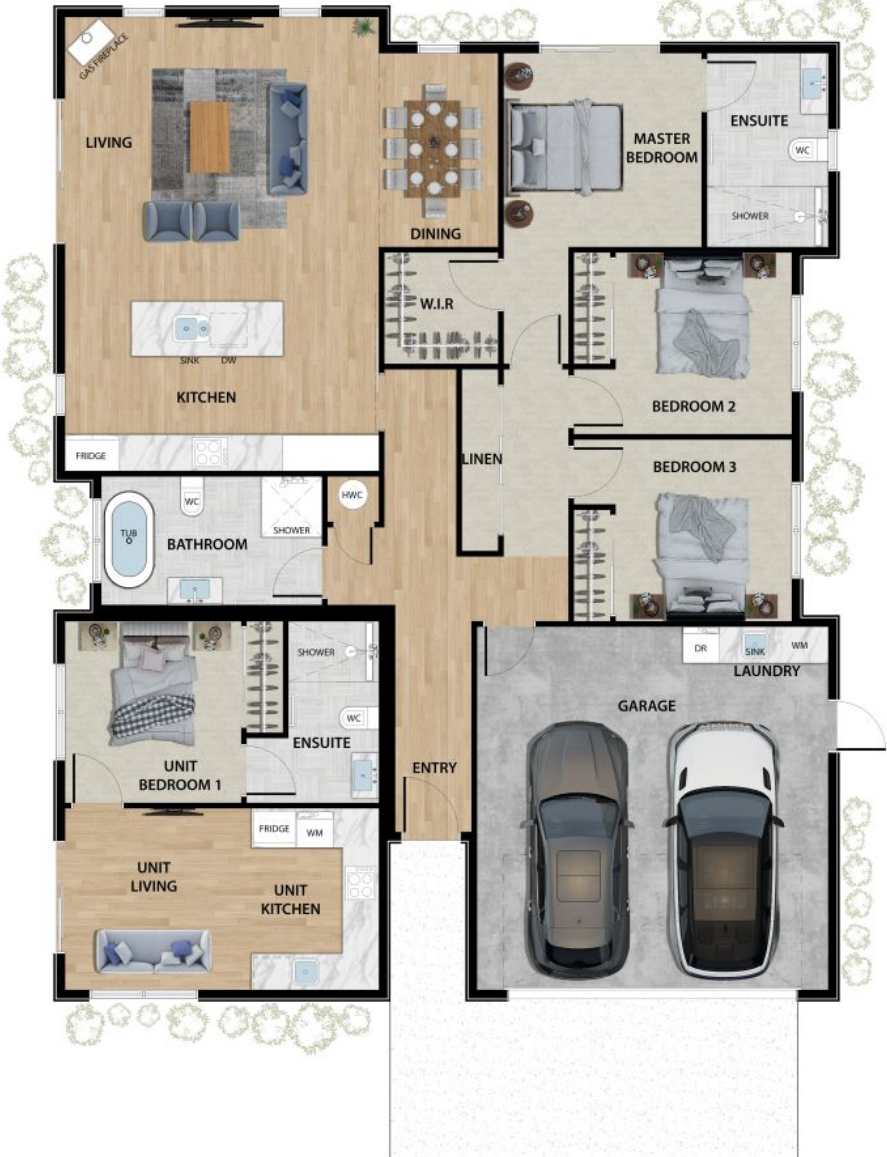 GAS FIREPLACE
LIVING
DINING
MASTER
BEDROOM
ENSUITE
WC
SHOWER
W.I.R
SINK
DW
KITCHEN
FRIDGE
BEDROOM 2
LINEN
BEDROOM 3
WC
HWC
SHOWER
TUB
BATHROOM
SHOWER
WC
ENSUITE
UNIT
BEDROOM 1
ENTRY
DR
SINK
WM
LAUNDRY
GARAGE
FRIDGE
WM
UNIT
LIVING
UNIT
KITCHEN